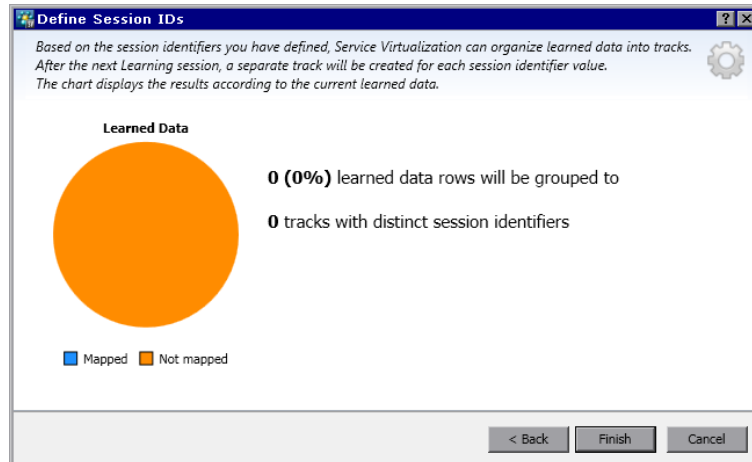 Define Session IDs
Based on the session identifiers you have defined, Service Virtualization can organize learned data into tracks.
After the next Learning session, a separate track will be created for each session identifier value.
The chart displays the results according to the current learned data.
Learned Data
0 (0%) learned data rows will be grouped to
0 tracks with distinct session identifiers
Mapped Not mapped
< Back Finish Cancel